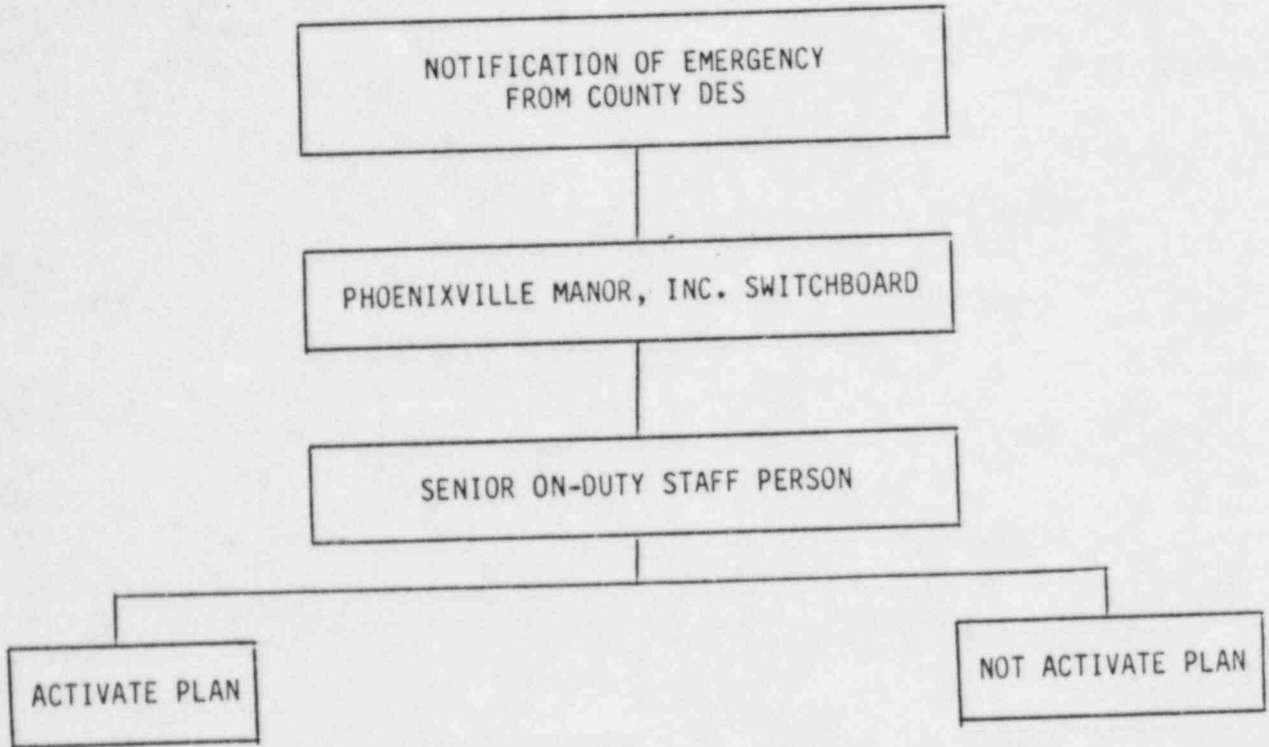 NOTIFICATION OF EMERGENCY
FROM COUNTY DES
PHOENIXVILLE MANOR, INC. SWITCHBOARD
SENIOR ON-DUTY STAFF PERSON
ACTIVATE PLAN
NOT ACTIVATE PLAN